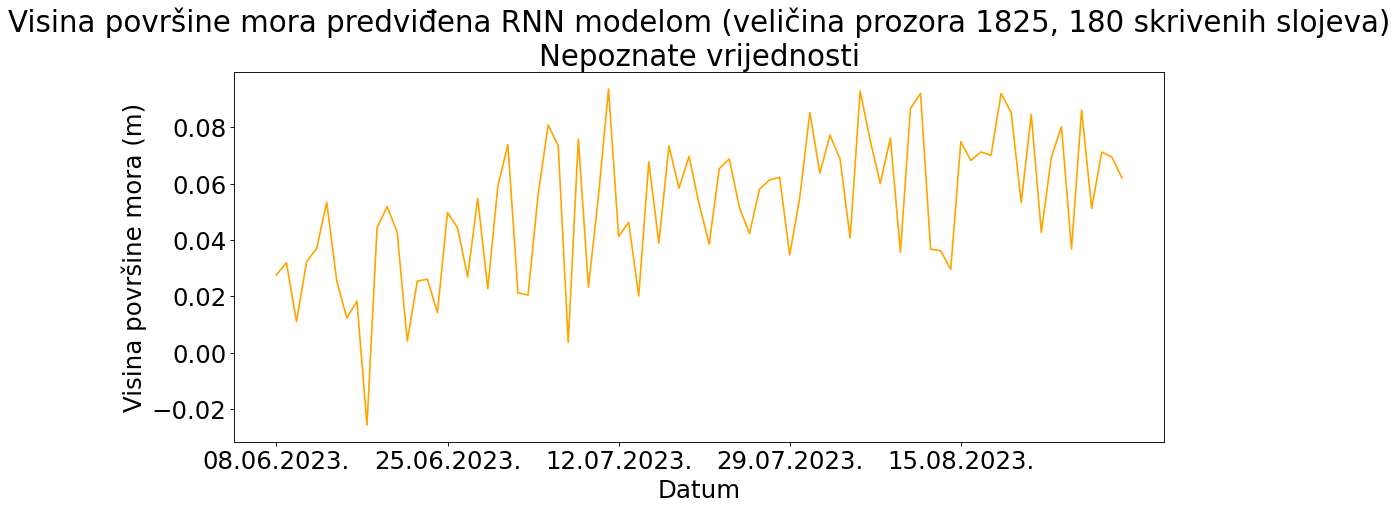 Visina površine mora predviđena RNN modelom (veličina prozora 1825, 180 skrivenih slojeva)
Nepoznate vrijednosti
Visina površine mora (m)
0.08
0.06
0.04
0.02
0.00
−0.02
08.06.2023. 25.06.2023. 12.07.2023. 29.07.2023. 15.08.2023.
Datum